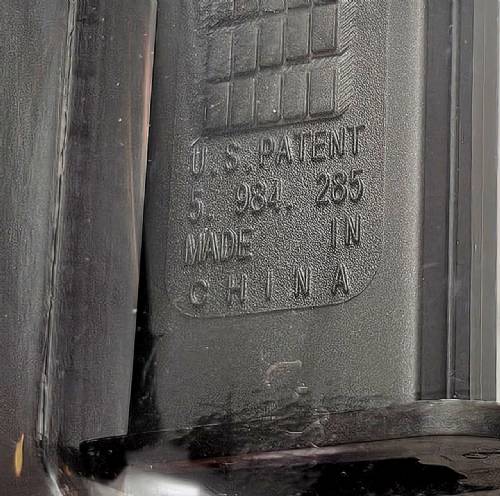 U.S.PATENT
5. 984. 285
MADE IN
CHINA